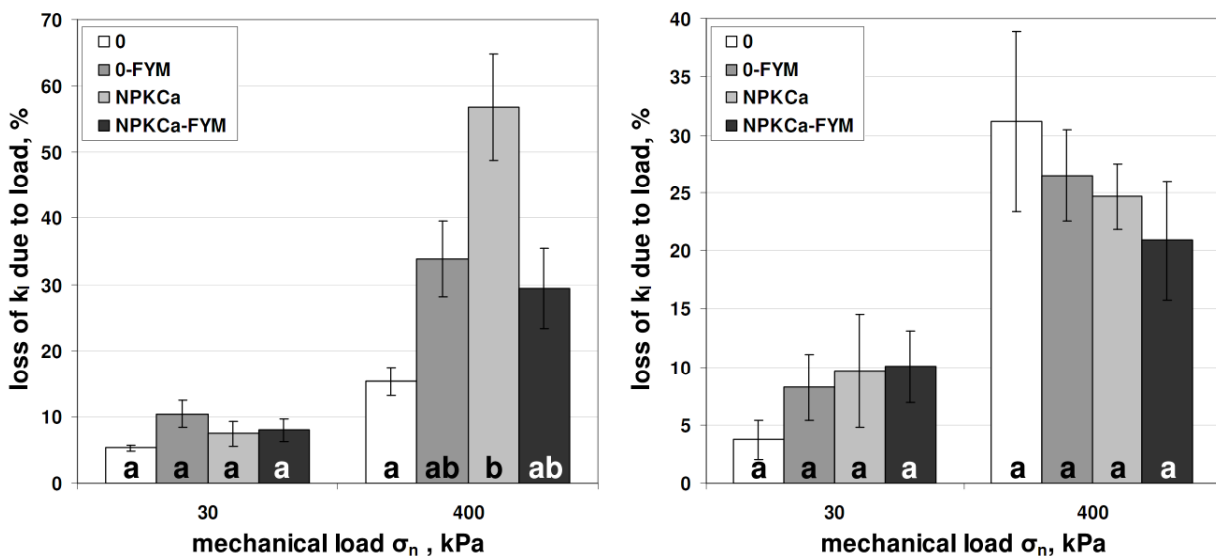 70
60
50
40
30
20
10
0
loss of kₗ due to load, %
0
0-FYM
NPKCa
NPKCa-FYM
a a a a a ab b ab
30 400
mechanical load σₙ , kPa
40
35
30
25
20
15
10
5
0
loss of kₗ due to load, %
0
0-FYM
NPKCa
NPKCa-FYM
a a a a a a a a
30 400
mechanical load σₙ, kPa